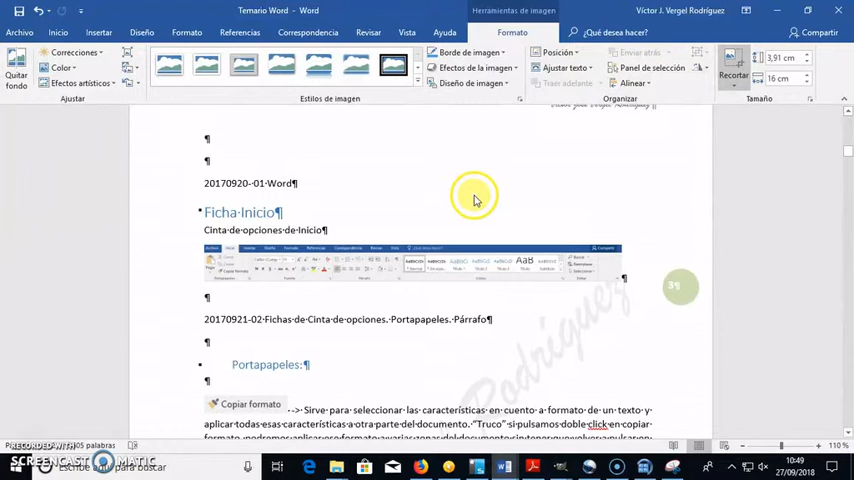 Temario Word - Word
Herramientas de imagen
Víctor J. Vergel Rodríguez
Archivo Inicio Insertar Diseño Formato Referencias Correspondencia Revisar Vista Ayuda Formato ¿Qué desea hacer? Compartir
Quitar fondo
Correcciones
Color
Efectos artísticos
Ajustar
Estilos de imagen
Borde de imagen
Efectos de la imagen
Diseño de imagen
Posición
Ajustar texto
Traer adelante
Enviar atrás
Panel de selección
Alinear
Organizar
Recortar
3,91 cm
16 cm
Tamaño
¶
¶
20170920-·01·Word¶
Ficha·Inicio¶
Cinta·de·opciones·de·Inicio¶
¶
3¶
¶
20170921-02·Fichas·de·Cinta·de·opciones.·Portapapeles.·Párrafo¶
¶
Rodríguez
Portapapeles:¶
¶
Copiar formato
-->·Sirve·para·seleccionar·las·características·en·cuanto·a·formato·de·un·texto·y·
aplicar·todas·esas·características·a·otra·parte·del·documento.·"Truco"·si·pulsamos·doble·click·en·copiar·
RECORDED WITH
SCREENCAST MATIC
palabras
110 %
Escribe aquí para buscar
10:49
27/09/2018